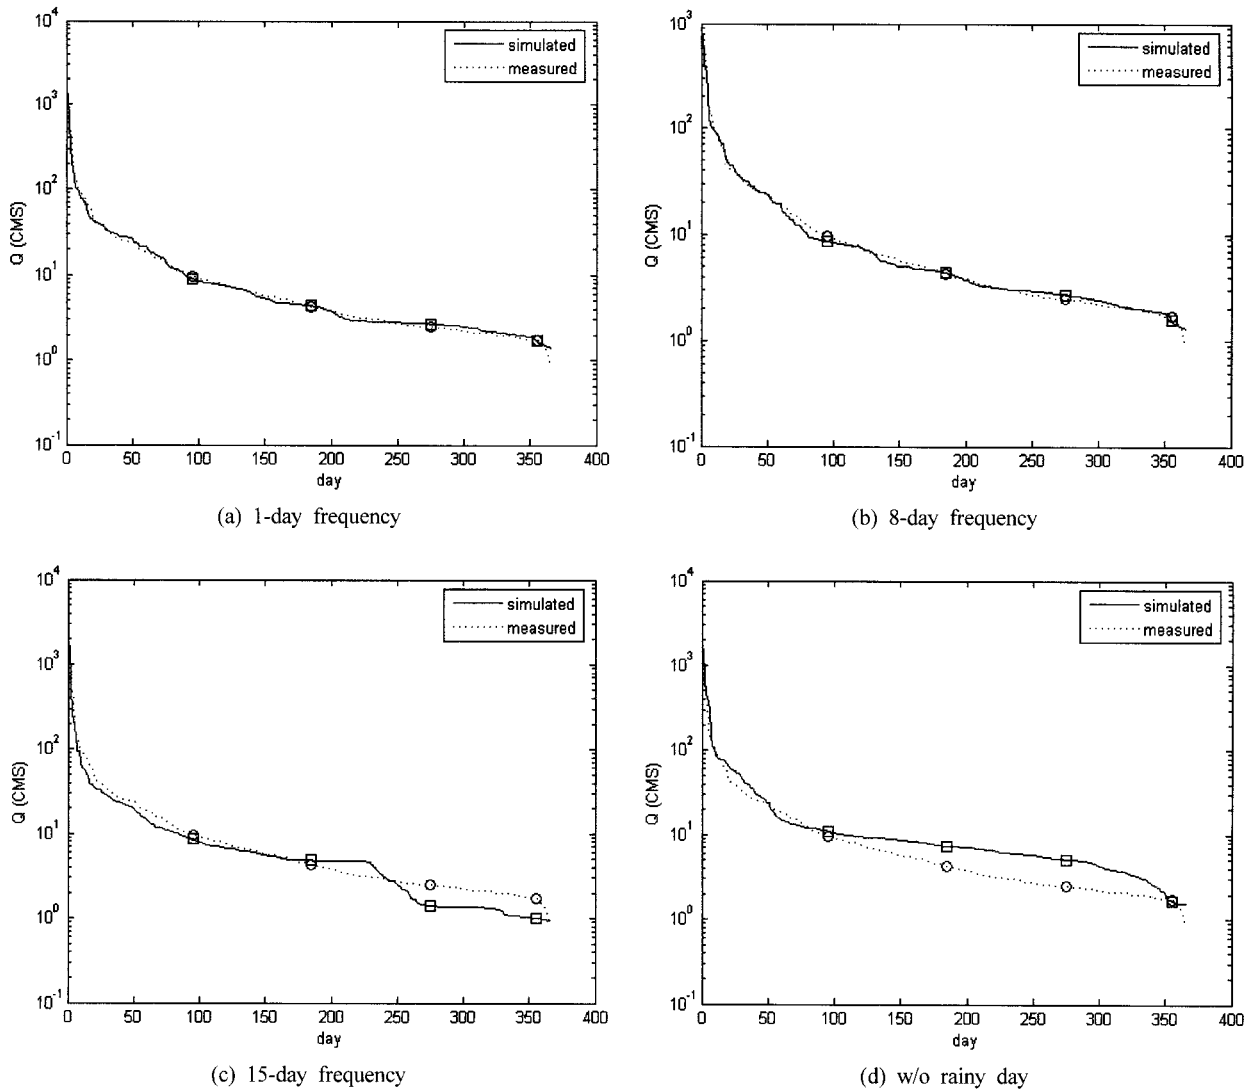 10^4
10^3
10^2
10^1
10^0
10^-1
Q (CMS)
simulated
measured
0 50 100 150 200 250 300 350 400
day
(a) 1-day frequency
10^3
10^2
10^1
10^0
10^-1
Q (CMS)
simulated
measured
0 50 100 150 200 250 300 350 400
day
(b) 8-day frequency
10^4
10^3
10^2
10^1
10^0
10^-1
Q (CMS)
simulated
measured
0 50 100 150 200 250 300 350 400
day
(c) 15-day frequency
10^4
10^3
10^2
10^1
10^0
10^-1
Q (CMS)
simulated
measured
0 50 100 150 200 250 300 350 400
day
(d) w/o rainy day